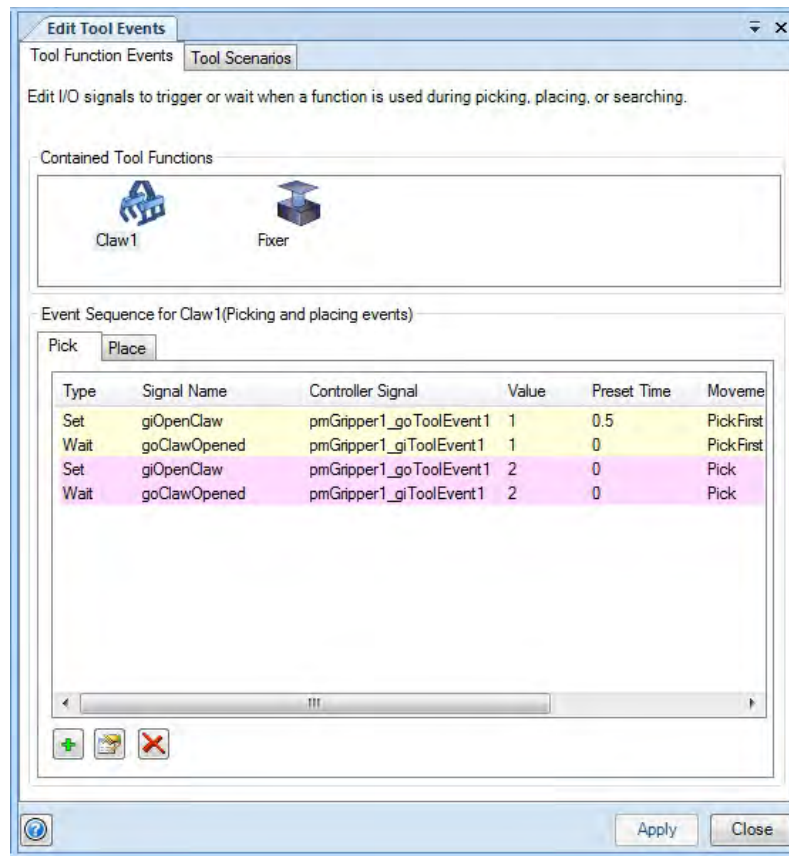 Edit Tool Events
Tool Function Events Tool Scenarios
Edit I/O signals to trigger or wait when a function is used during picking, placing, or searching.
Contained Tool Functions
Claw1 Fixer
Event Sequence for Claw1(Picking and placing events)
Pick Place
Type Signal Name Controller Signal Value Preset Time Moveme
Set giOpenClaw pmGripper1_goToolEvent1 1 0.5 PickFirst
Wait goClawOpened pmGripper1_giToolEvent1 1 0 PickFirst
Set giOpenClaw pmGripper1_goToolEvent1 2 0 Pick
Wait goClawOpened pmGripper1_giToolEvent1 2 0 Pick
Apply Close